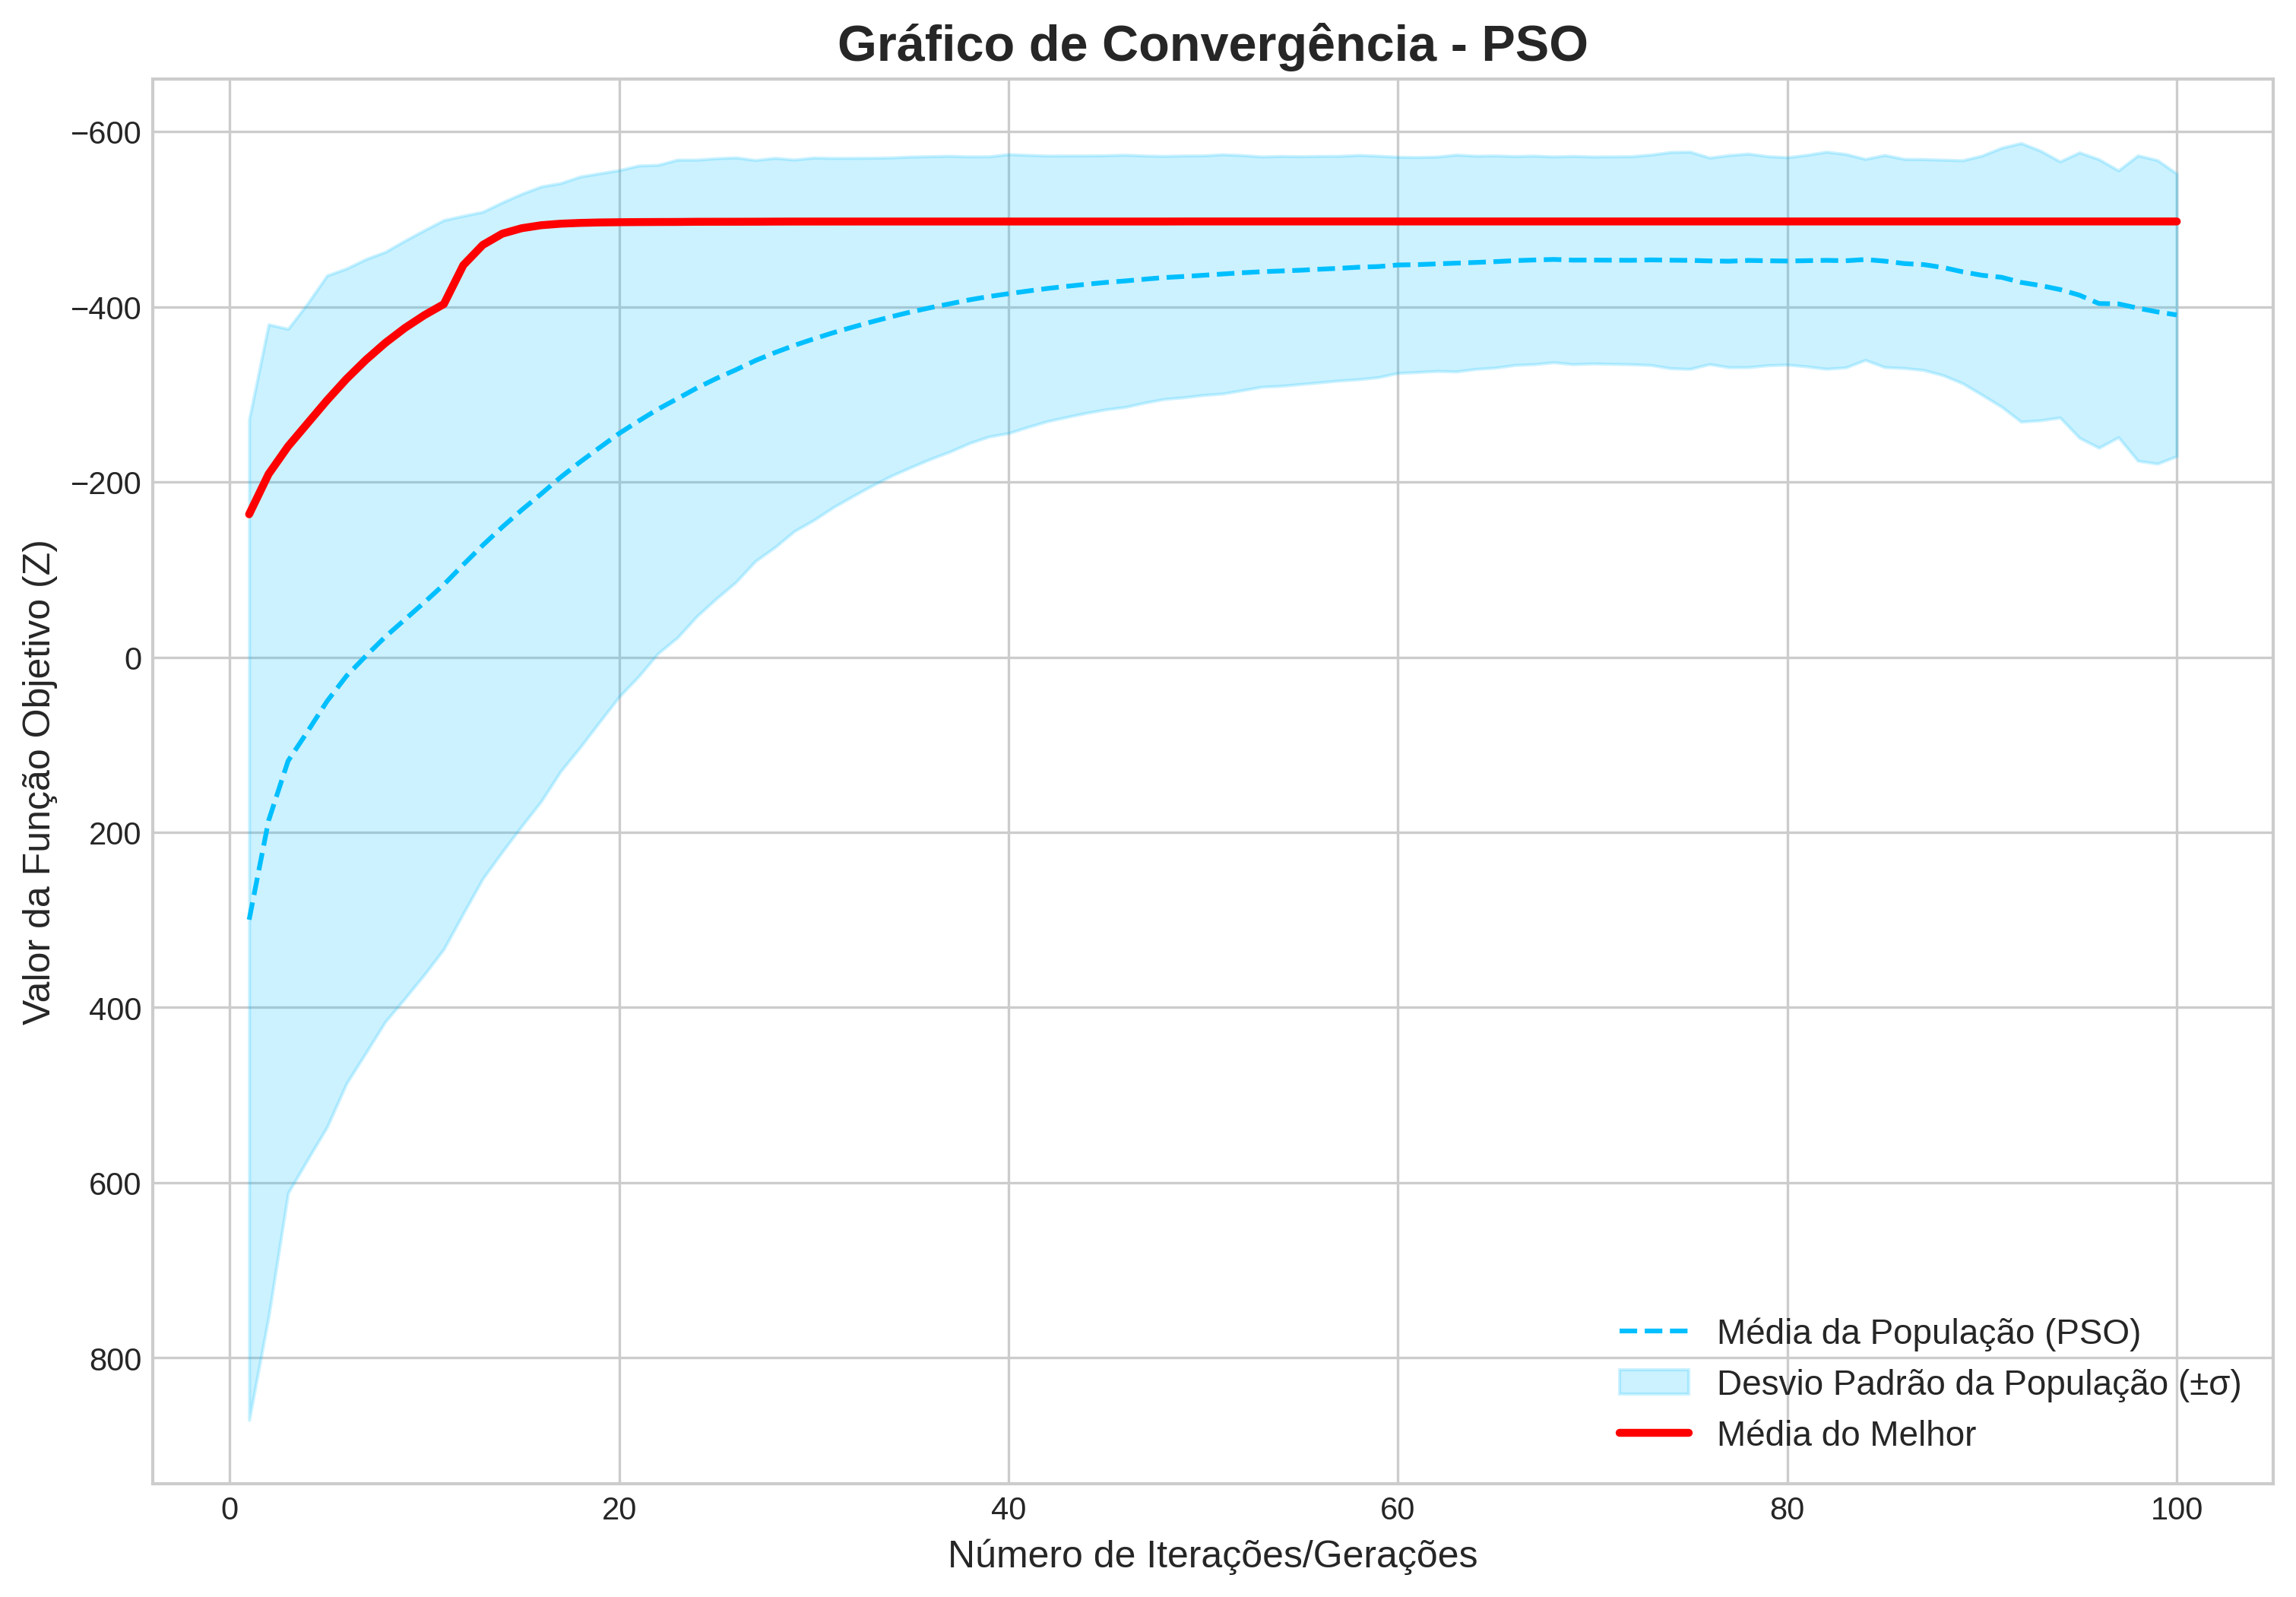 Gráfico de Convergência - PSO
Valor da Função Objetivo (Z)
−600
−400
−200
0
200
400
600
800
Média da População (PSO)
Desvio Padrão da População (±σ)
Média do Melhor
0 20 40 60 80 100
Número de Iterações/Gerações